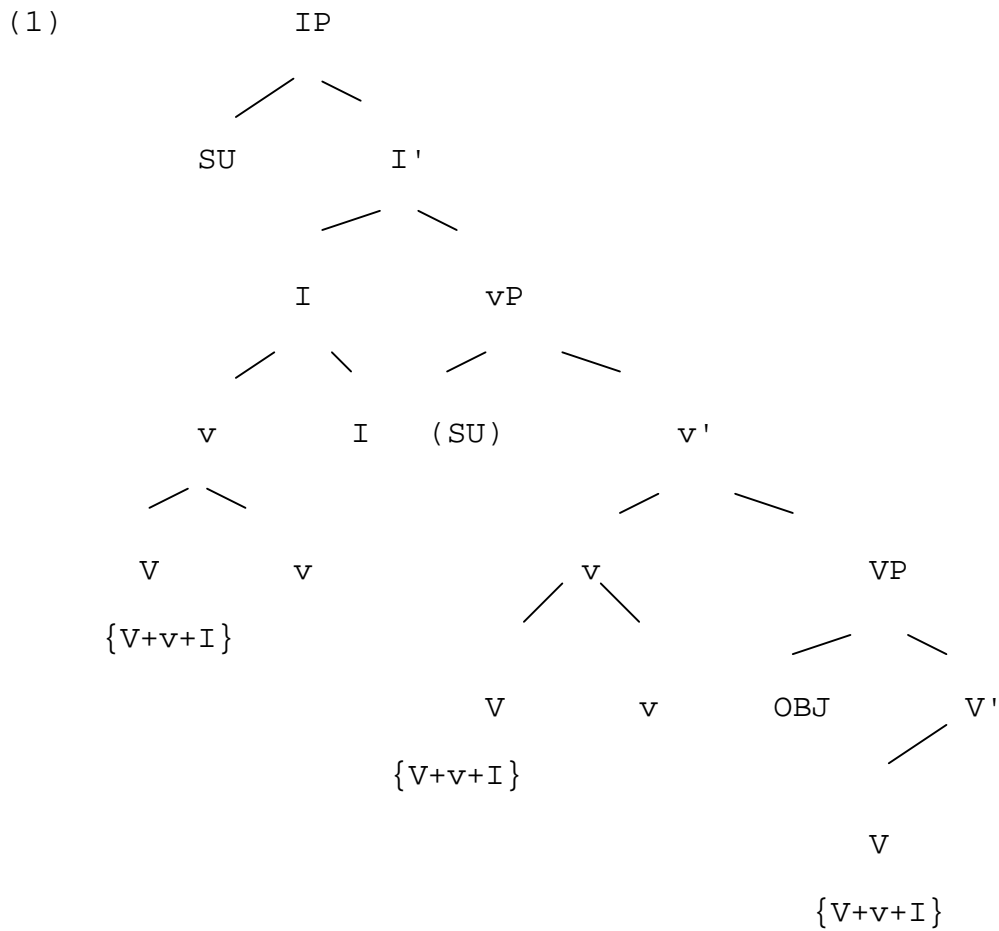 (1) IP
SU I'
I vP
v I (SU) v'
V v v VP
{V+v+I}
V v OBJ V'
{V+v+I}
V
{V+v+I}